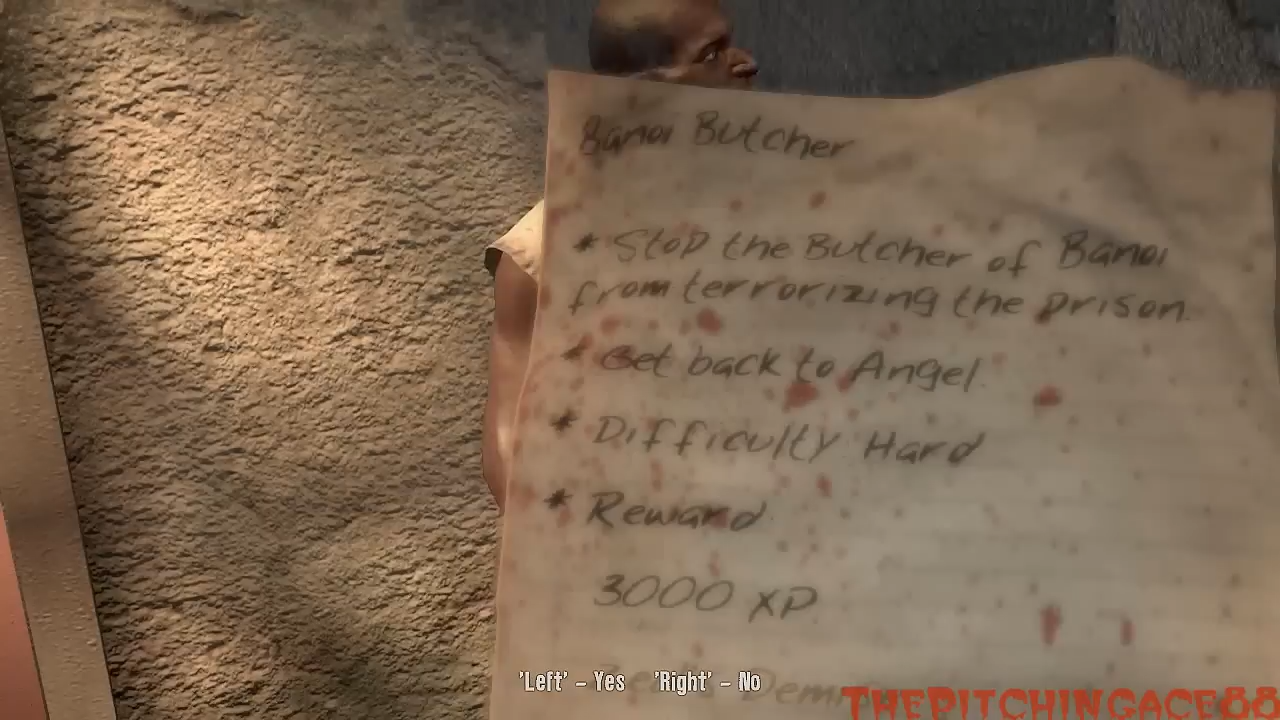 Banoi Butcher
* Stop the Butcher of Banoi
from terrorizing the prison.
* Get back to Angel
* Difficulty Hard
* Reward
3000 XP
'Left' – Yes 'Right' – No
THEPITCHINGACE88